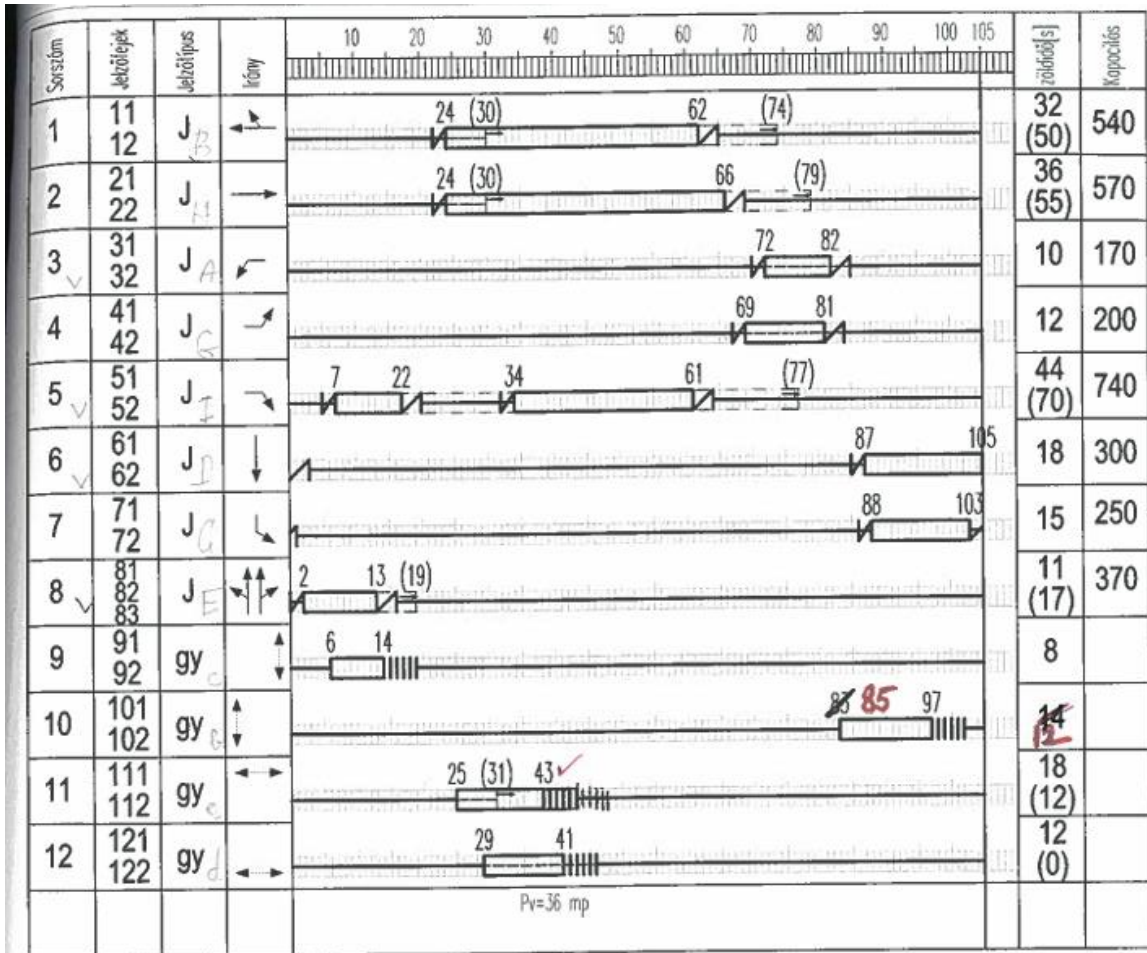 Sorszám Jelzőfejek Jelzőtípus Irány 10 20 30 40 50 60 70 80 90 100 105 zöldidő[s] Kapacitás
1 11 12 J B 24 (30) 62 (74) 32 (50) 540
2 21 22 J H 24 (30) 66 (79) 36 (55) 570
3 31 32 J A 72 82 10 170
4 41 42 J G 69 81 12 200
5 51 52 J I 7 22 34 61 (77) 44 (70) 740
6 61 62 J D 87 105 18 300
7 71 72 J C 88 103 15 250
8 81 82 83 J E 2 13 (19) 11 (17) 370
9 91 92 gy c 6 14 8
10 101 102 gy b 83 85 97 14 12
11 111 112 gy e 25 (31) 43 18 (12)
12 121 122 gy d 29 41 12 (0)
Pv=36 mp